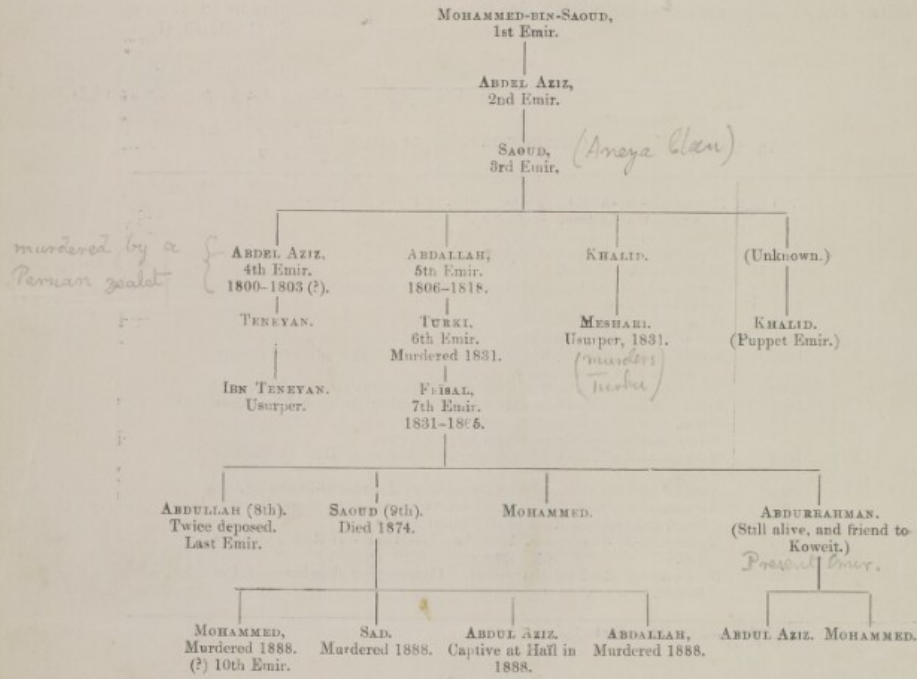 MOHAMMED-BIN-SAOUD,
1st Emir.
ABDEL AZIZ,
2nd Emir.
SAOUD,
3rd Emir,
(Aneya Clan)
murdered by a
Persian zealot
ABDEL AZIZ,
4th Emir.
1800–1803 (?).
ABDALLAH,
5th Emir.
1806–1818.
KHALID.
(Unknown.)
TENEYAN.
TURKI,
6th Emir.
Murdered 1831.
MESHARI.
Usurper, 1831.
(murders
Turki)
KHALID.
(Puppet Emir.)
IBN TENEYAN.
Usurper.
FEÏSAL,
7th Emir.
1831–1865.
ABDULLAH (8th).
Twice deposed.
Last Emir.
SAOUD (9th).
Died 1874.
MOHAMMED.
ABDURRAHMAN.
(Still alive, and friend to
Koweit.)
Present Emir.
MOHAMMED,
Murdered 1888.
(?) 10th Emir.
SAD.
Murdered 1888.
ABDUL AZIZ.
Captive at Haïl in
1888.
ABDALLAH,
Murdered 1888.
ABDUL AZIZ.
MOHAMMED.